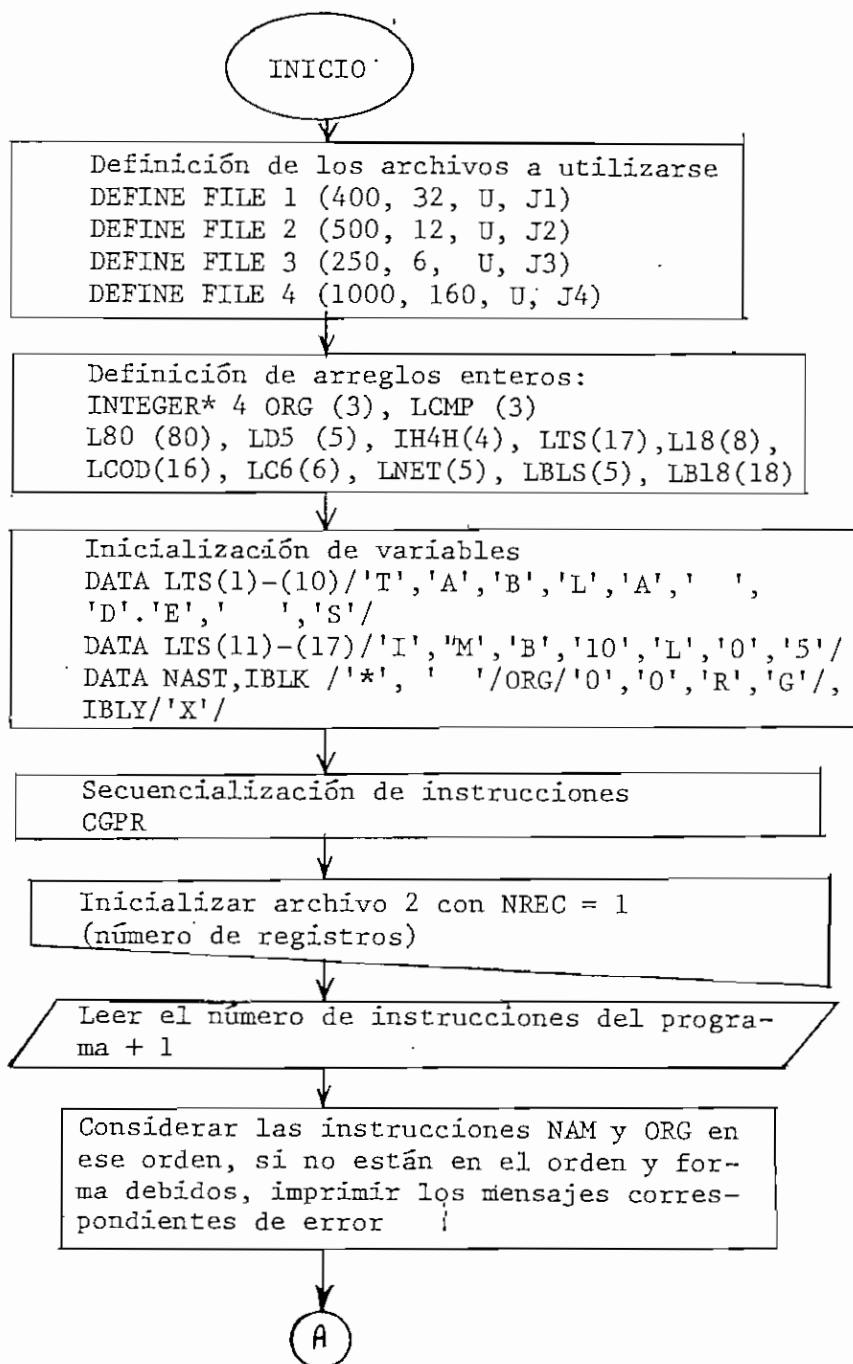 INICIO
Definición de los archivos a utilizarse
DEFINE FILE 1 (400, 32, U, J1)
DEFINE FILE 2 (500, 12, U, J2)
DEFINE FILE 3 (250, 6, U, J3)
DEFINE FILE 4 (1000, 160, U, J4)
Definición de arreglos enteros:
INTEGER* 4 ORG (3), LCMP (3)
L80 (80), LD5 (5), IH4H(4), LTS(17),L18(8),
LCOD(16), LC6(6), LNET(5), LBLS(5), LB18(18)
Inicialización de variables
DATA LTS(1)-(10)/'T','A','B','L','A','  ',
'D'.'E','  ','S'/
DATA LTS(11)-(17)/'I','M','B','10','L','0','5'/
DATA NAST,IBLK /'*', ' '/ORG/'0','O','R','G'/,
IBLY/'X'/
Secuencialización de instrucciones
CGPR
Inicializar archivo 2 con NREC = 1
(número de registros)
Leer el número de instrucciones del progra-
ma + 1
Considerar las instrucciones NAM y ORG en
ese orden, si no están en el orden y for-
ma debidos, imprimir los mensajes corres-
pondientes de error
A